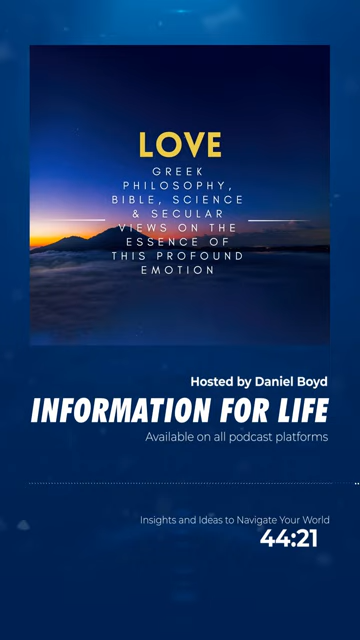 LOVE
GREEK
PHILOSOPHY,
BIBLE, SCIENCE
& SECULAR
VIEWS ON THE
ESSENCE OF
THIS PROFOUND
EMOTION
Hosted by Daniel Boyd
INFORMATION FOR LIFE
Available on all podcast platforms
Insights and Ideas to Navigate Your World
44:21